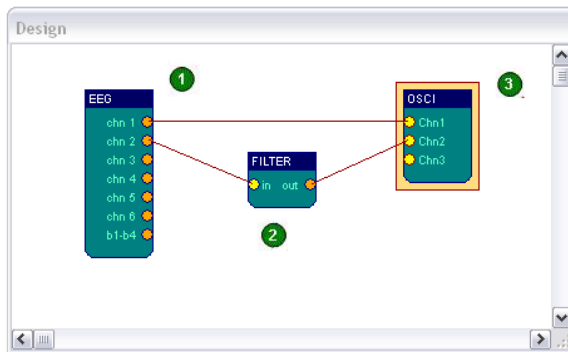 Design
1
3
EEG
OSCI
chn 1
Chn1
chn 2
Chn2
chn 3
Chn3
chn 4
chn 5
chn 6
b1-b4
FILTER
in out
2